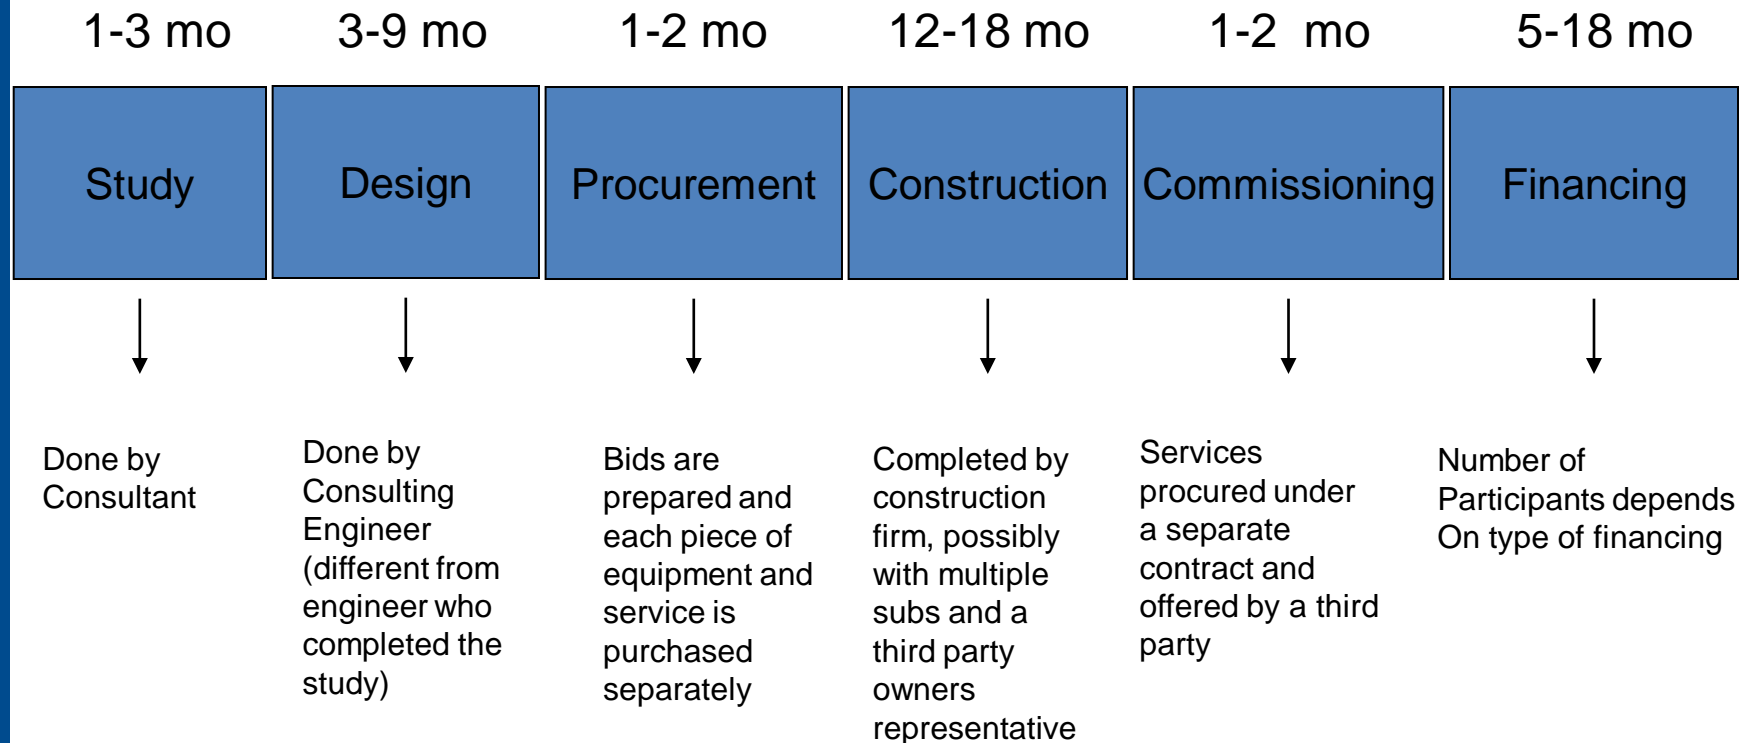 1-3 mo
3-9 mo
1-2 mo
12-18 mo
1-2 mo
5-18 mo
Study
Design
Procurement
Construction
Commissioning
Financing
Done by
Consultant
Done by
Consulting
Engineer
(different from
engineer who
completed the
study)
Bids are
prepared and
each piece of
equipment and
service is
purchased
separately
Completed by
construction
firm, possibly
with multiple
subs and a
third party
owners
representative
Services
procured under
a separate
contract and
offered by a third
party
Number of
Participants depends
On type of financing